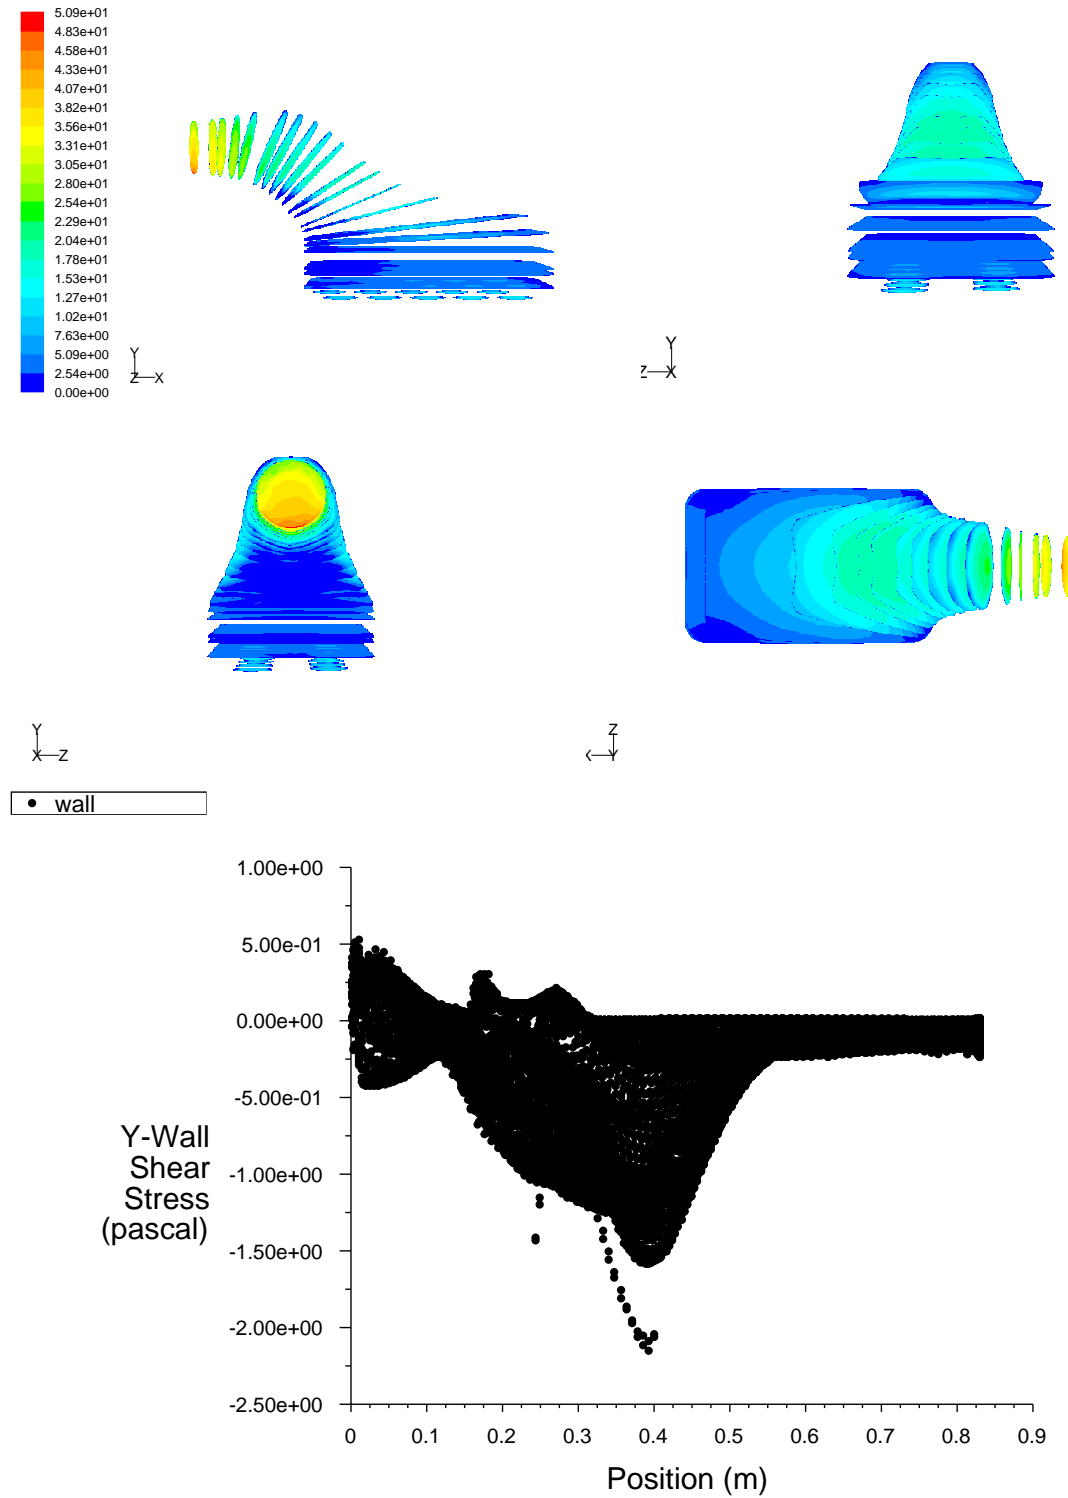 5.09e+01
4.83e+01
4.58e+01
4.33e+01
4.07e+01
3.82e+01
3.56e+01
3.31e+01
3.05e+01
2.80e+01
2.54e+01
2.29e+01
2.04e+01
1.78e+01
1.53e+01
1.27e+01
1.02e+01
7.63e+00
5.09e+00
2.54e+00
0.00e+00
Y
Z X
Y
Z X
Y
X Z
Z
X Y
wall
1.00e+00
5.00e-01
0.00e+00
-5.00e-01
-1.00e+00
-1.50e+00
-2.00e+00
-2.50e+00
Y-Wall
Shear
Stress
(pascal)
0 0.1 0.2 0.3 0.4 0.5 0.6 0.7 0.8 0.9
Position (m)